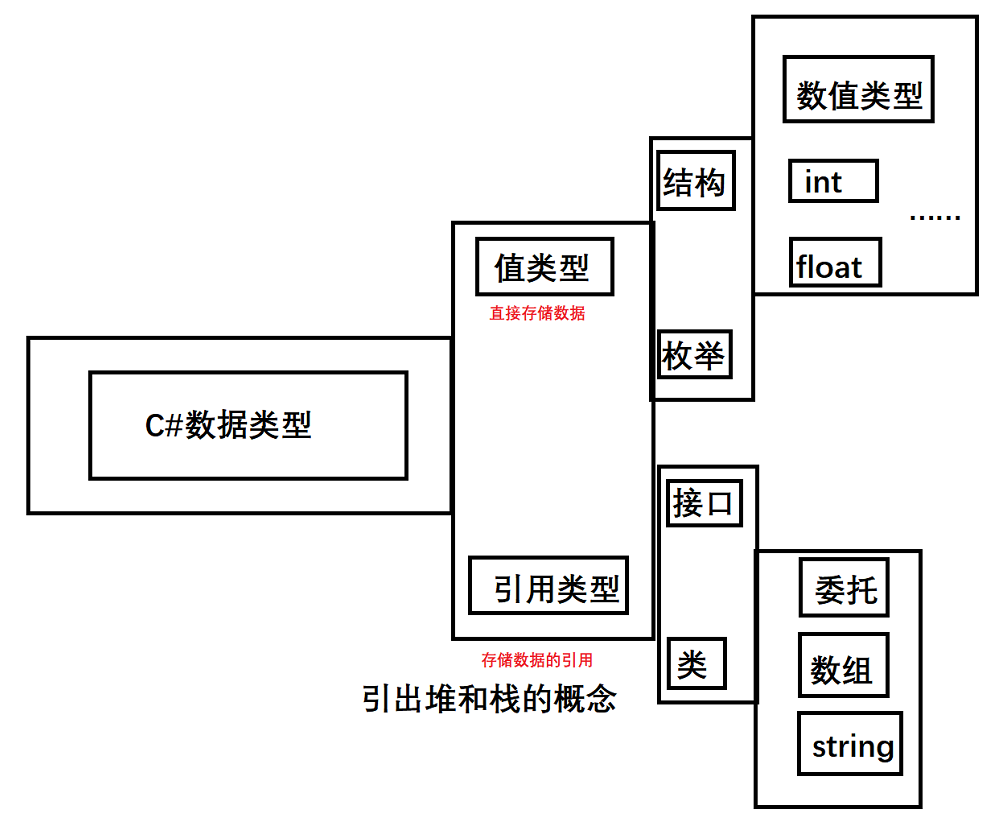 C#数据类型
值类型
直接存储数据
引用类型
存储数据的引用
引出堆和栈的概念
结构
枚举
接口
类
数值类型
int
......
float
委托
数组
string